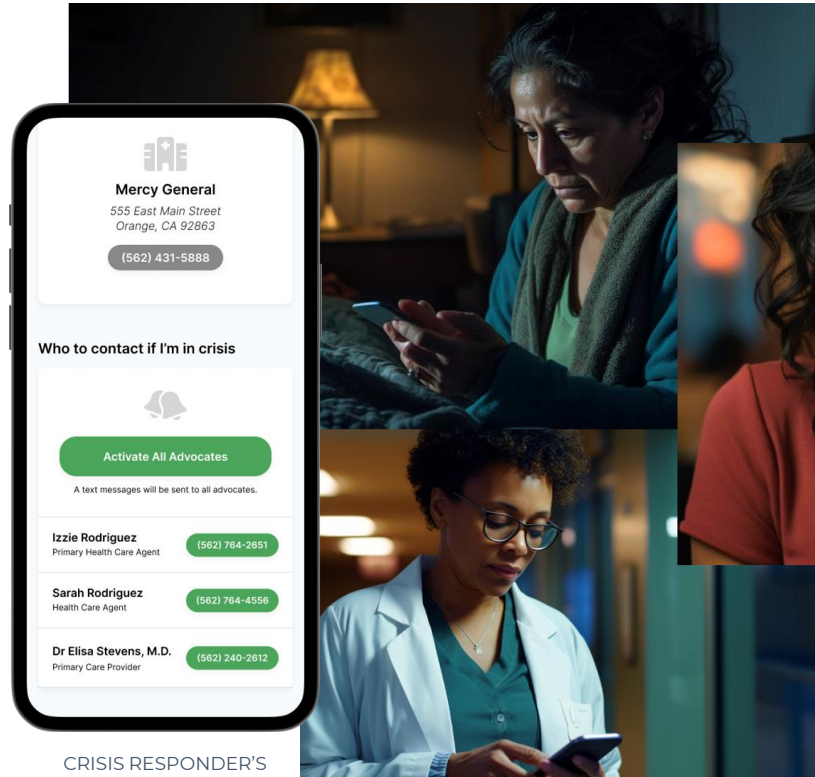 Mercy General
555 East Main Street
Orange, CA 92863
(562) 431-5888
Who to contact if I'm in crisis
Activate All Advocates
A text messages will be sent to all advocates.
Izzie Rodriguez
Primary Health Care Agent
(562) 764-2651
Sarah Rodriguez
Health Care Agent
(562) 764-4556
Dr Elisa Stevens, M.D.
Primary Care Provider
(562) 240-2612
CRISIS RESPONDER'S